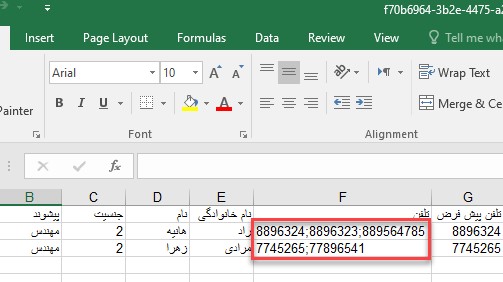 f70b6964-3b2e-4475-a2
Insert Page Layout Formulas Data Review View Tell me wha
Arial 10 A A Wrap Text
Painter B I U A Merge & Ce
Font Alignment
fx
B C D E F G
پیشوند جنسیت نام نام خانوادگی تلفن تلفن پیش فرض
مهندس 2 هانیه راد 8896324;8896323;889564785 8896324
مهندس 2 زهرا مرادی 7745265;77896541 7745265